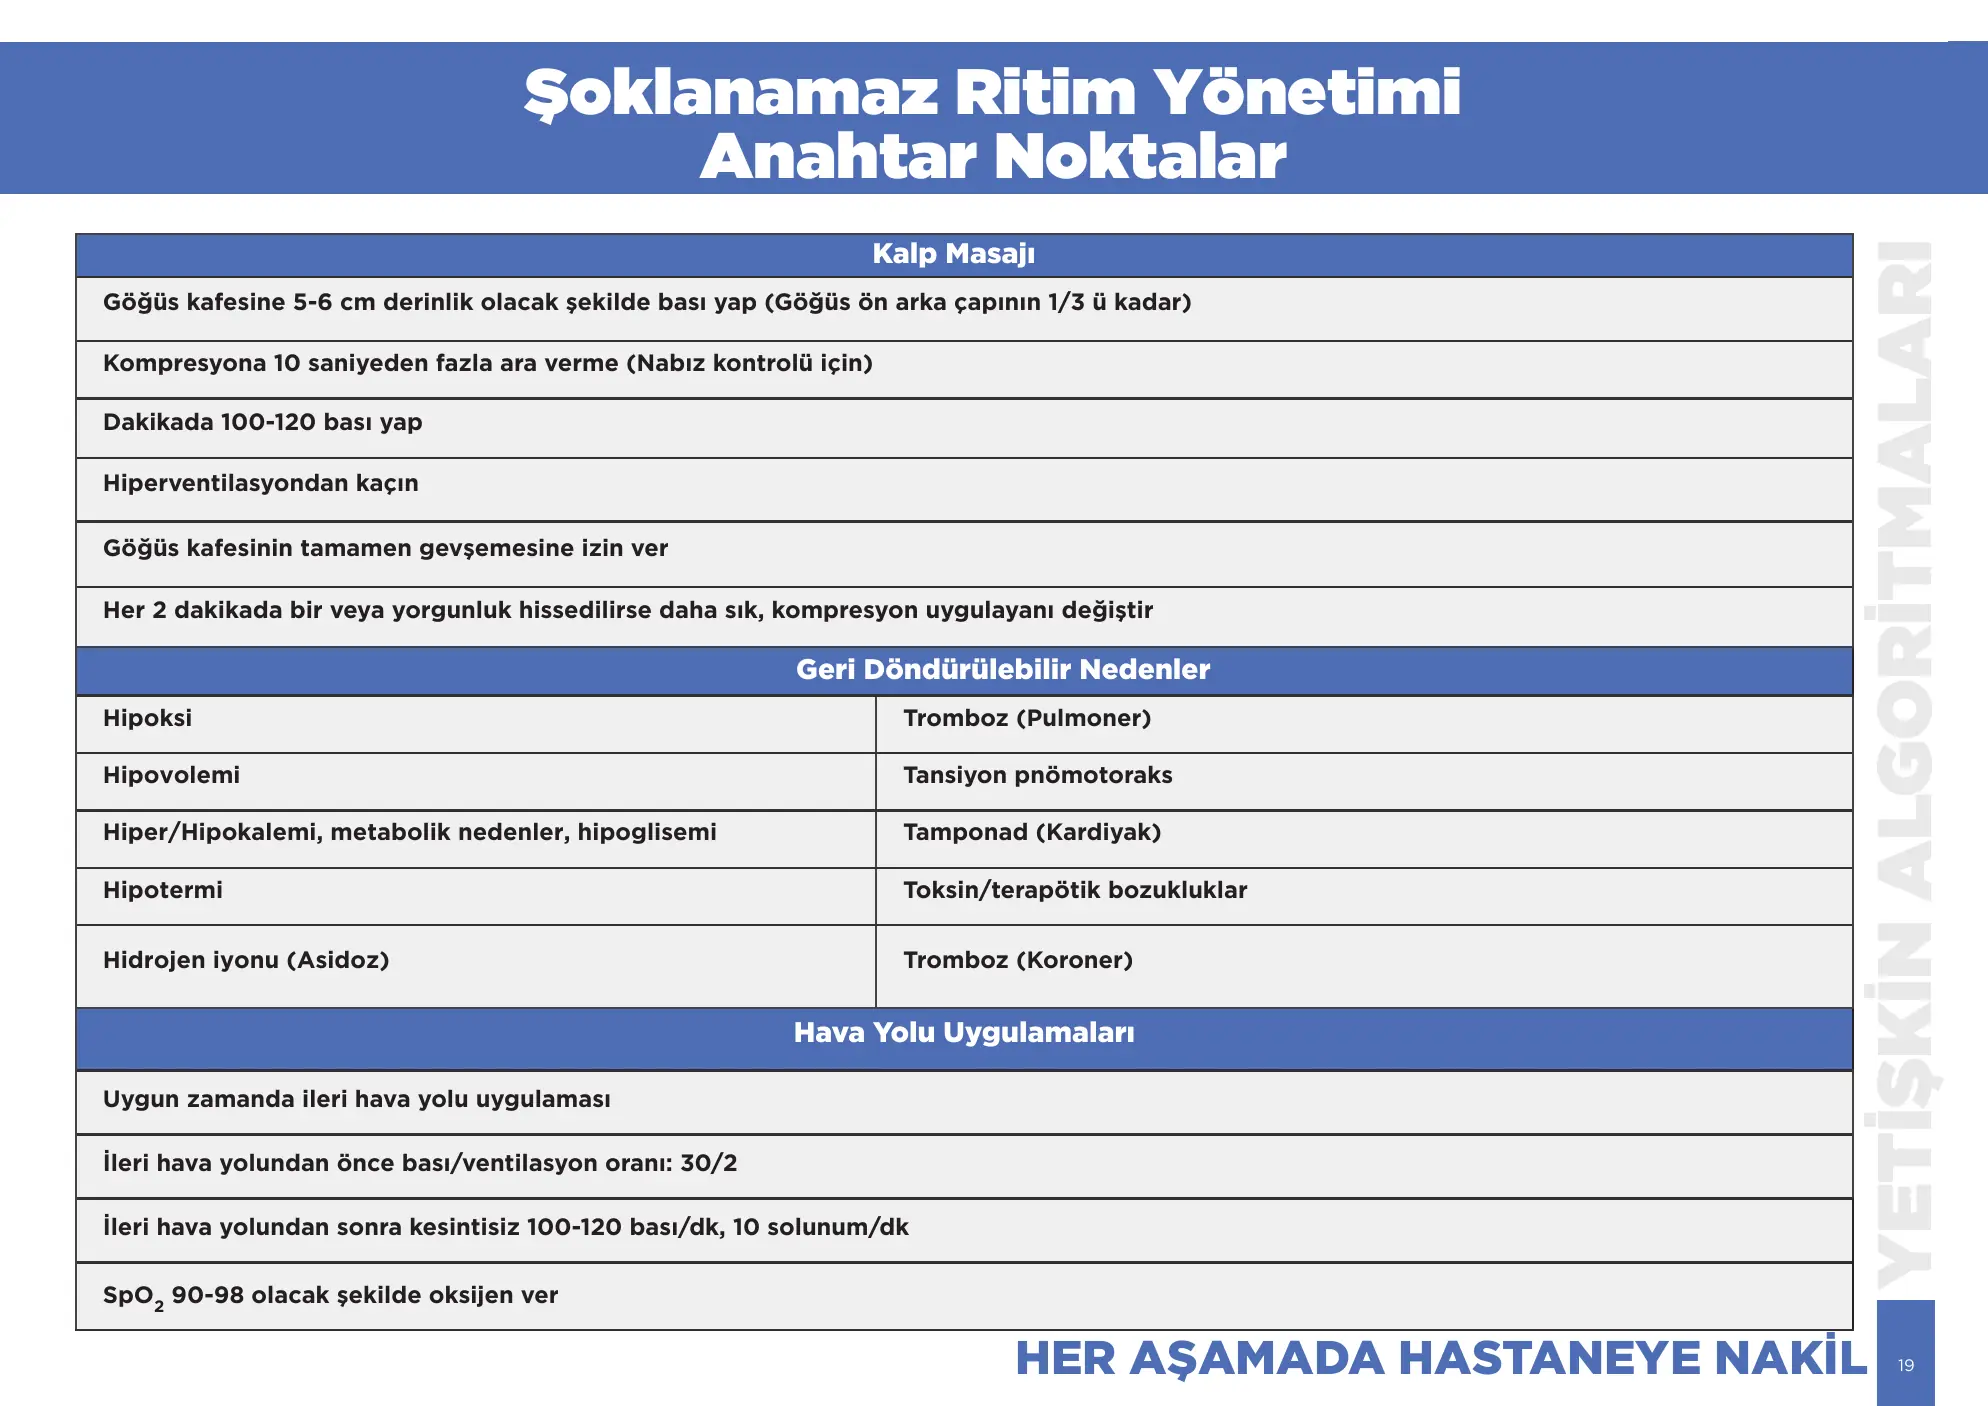 Şoklanamaz Ritim Yönetimi
Anahtar Noktalar
Kalp Masajı
Göğüs kafesine 5-6 cm derinlik olacak şekilde bası yap (Göğüs ön arka çapının 1/3 ü kadar)
Kompresyona 10 saniyeden fazla ara verme (Nabız kontrolü için)
Dakikada 100-120 bası yap
Hiperventilasyondan kaçın
Göğüs kafesinin tamamen gevşemesine izin ver
Her 2 dakikada bir veya yorgunluk hissedilirse daha sık, kompresyon uygulayanı değiştir
Geri Döndürülebilir Nedenler
Hipoksi
Tromboz (Pulmoner)
Hipovolemi
Tansiyon pnömotoraks
Hiper/Hipokalemi, metabolik nedenler, hipoglisemi
Tamponad (Kardiyak)
Hipotermi
Toksin/terapötik bozukluklar
Hidrojen iyonu (Asidoz)
Tromboz (Koroner)
Hava Yolu Uygulamaları
Uygun zamanda ileri hava yolu uygulaması
İleri hava yolundan önce bası/ventilasyon oranı: 30/2
İleri hava yolundan sonra kesintisiz 100-120 bası/dk, 10 solunum/dk
SpO₂ 90-98 olacak şekilde oksijen ver
HER AŞAMADA HASTANEYE NAKİL
YETİŞKİN ALGORİTMALARI
19